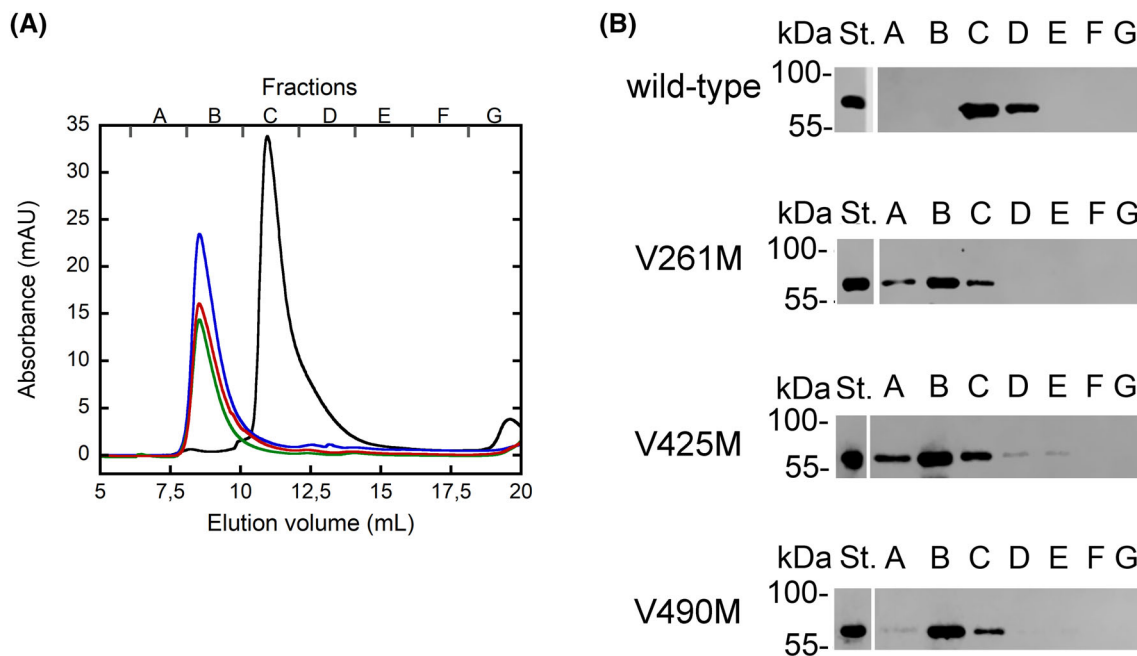 (A)
Fractions
A B C D E F G
35
30
25
20
15
10
5
0
Absorbance (mAU)
5 7,5 10 12,5 15 17,5 20
Elution volume (mL)
(B)
kDa St. A B C D E F G
wild-type
100-
55-
kDa St. A B C D E F G
V261M
100-
55-
kDa St. A B C D E F G
V425M
100-
55-
kDa St. A B C D E F G
V490M
100-
55-